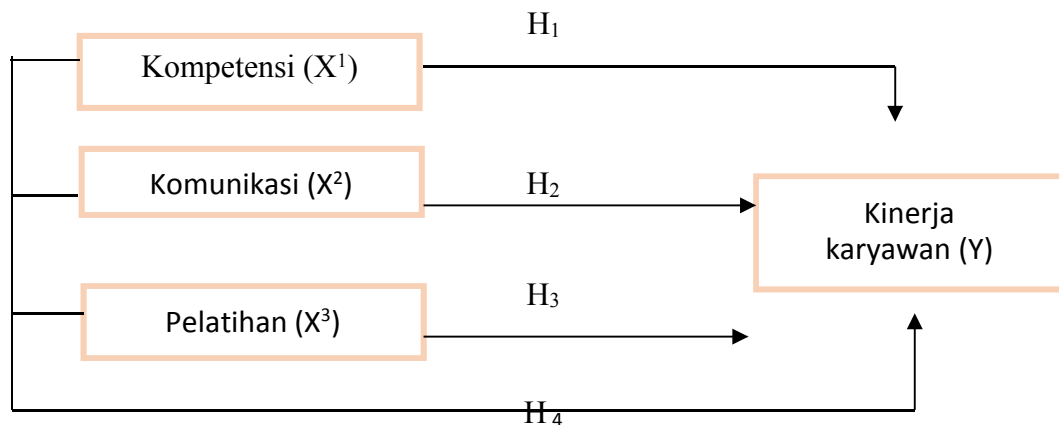 H₁
Kompetensi (X¹)
Komunikasi (X²)
H₂
Kinerja
karyawan (Y)
H₃
Pelatihan (X³)
H₄